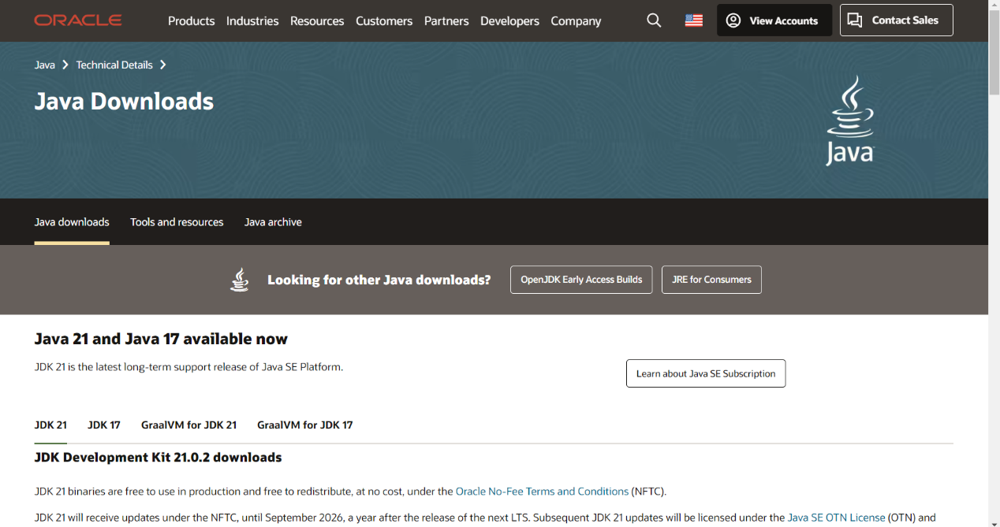 ORACLE Products Industries Resources Customers Partners Developers Company View Accounts Contact Sales
Java Technical Details
Java Downloads
Java
Java downloads Tools and resources Java archive
Looking for other Java downloads? OpenJDK Early Access Builds JRE for Consumers
Java 21 and Java 17 available now
JDK 21 is the latest long-term support release of Java SE Platform.
Learn about Java SE Subscription
JDK 21 JDK 17 GraalVM for JDK 21 GraalVM for JDK 17
JDK Development Kit 21.0.2 downloads
JDK 21 binaries are free to use in production and free to redistribute, at no cost, under the Oracle No-Fee Terms and Conditions (NFTC).
JDK 21 will receive updates under the NFTC, until September 2026, a year after the release of the next LTS. Subsequent JDK 21 updates will be licensed under the Java SE OTN License (OTN) and